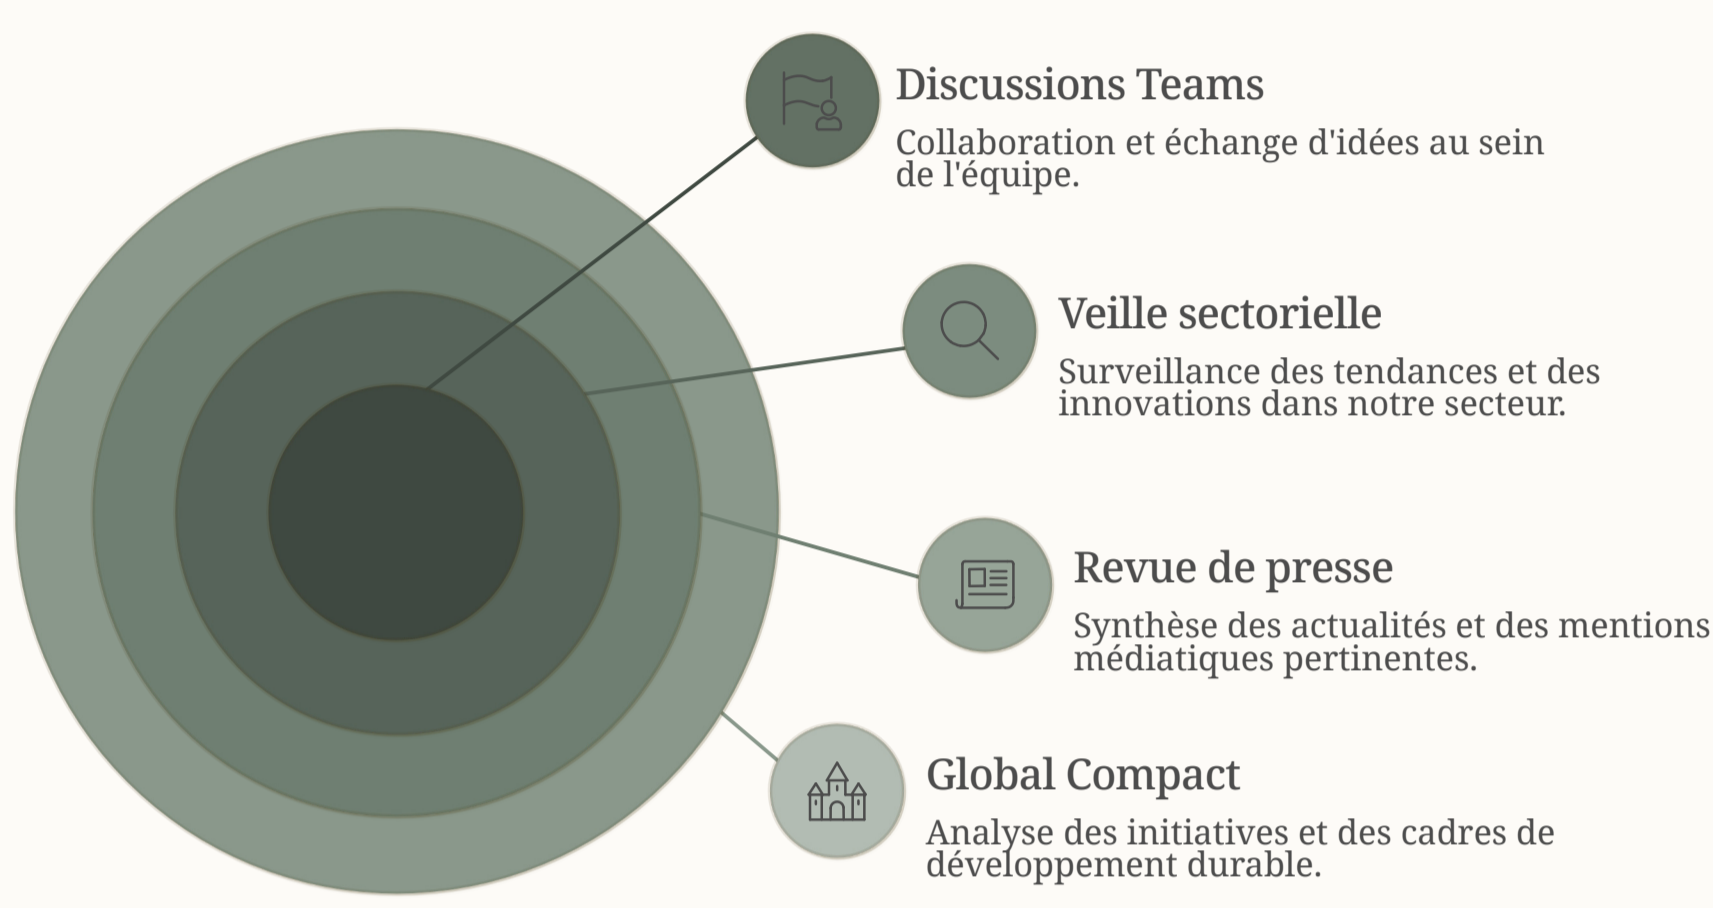 Discussions Teams
Collaboration et échange d'idées au sein
de l'équipe.
Veille sectorielle
Surveillance des tendances et des
innovations dans notre secteur.
Revue de presse
Synthèse des actualités et des mentions
médiatiques pertinentes.
Global Compact
Analyse des initiatives et des cadres de
développement durable.